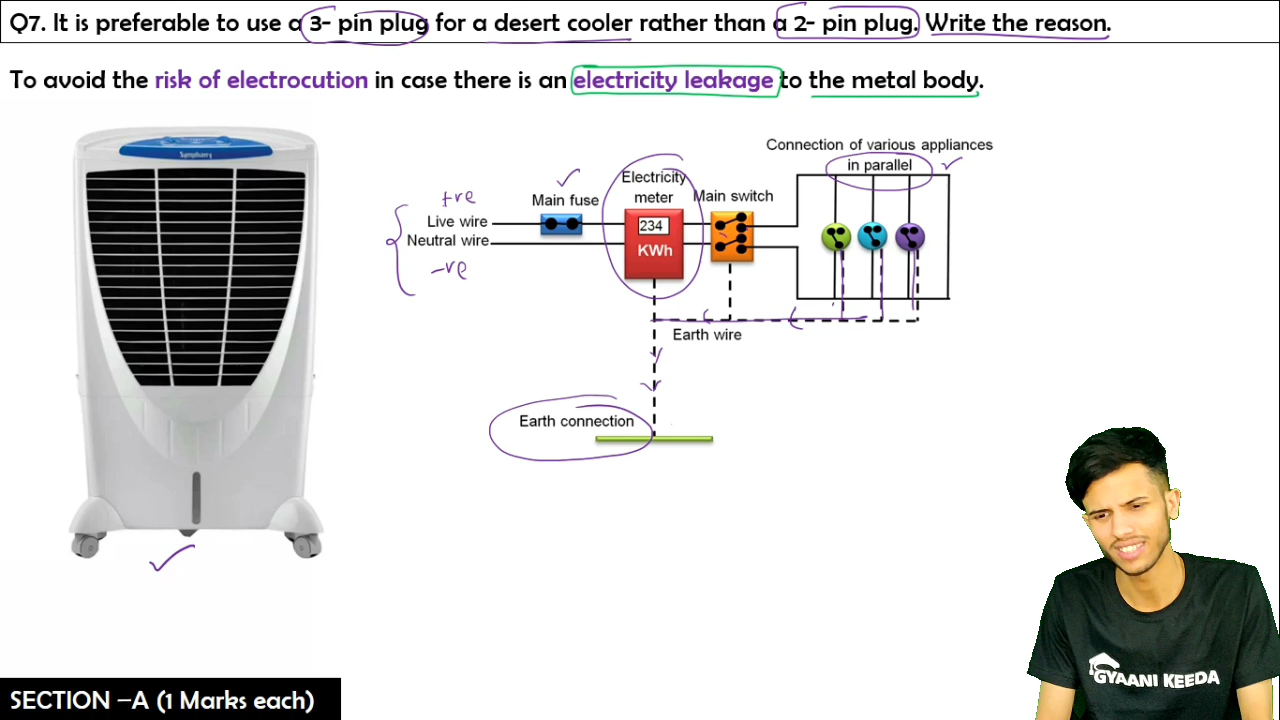 Q7. It is preferable to use a 3- pin plug for a desert cooler rather than a 2- pin plug. Write the reason.
To avoid the risk of electrocution in case there is an electricity leakage to the metal body.
Symphony
Connection of various appliances
in parallel
Electricity
meter
Main fuse
Main switch
+ve
Live wire
Neutral wire
-ve
234
KWh
Earth wire
Earth connection
GYAANI KEEDA
SECTION –A (1 Marks each)